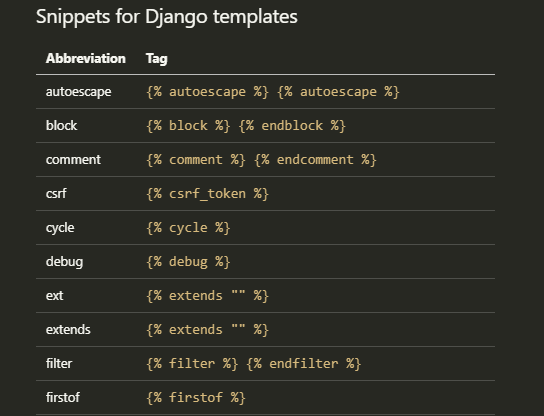 Snippets for Django templates
Abbreviation Tag
autoescape {% autoescape %} {% autoescape %}
block {% block %} {% endblock %}
comment {% comment %} {% endcomment %}
csrf {% csrf_token %}
cycle {% cycle %}
debug {% debug %}
ext {% extends "" %}
extends {% extends "" %}
filter {% filter %} {% endfilter %}
firstof {% firstof %}